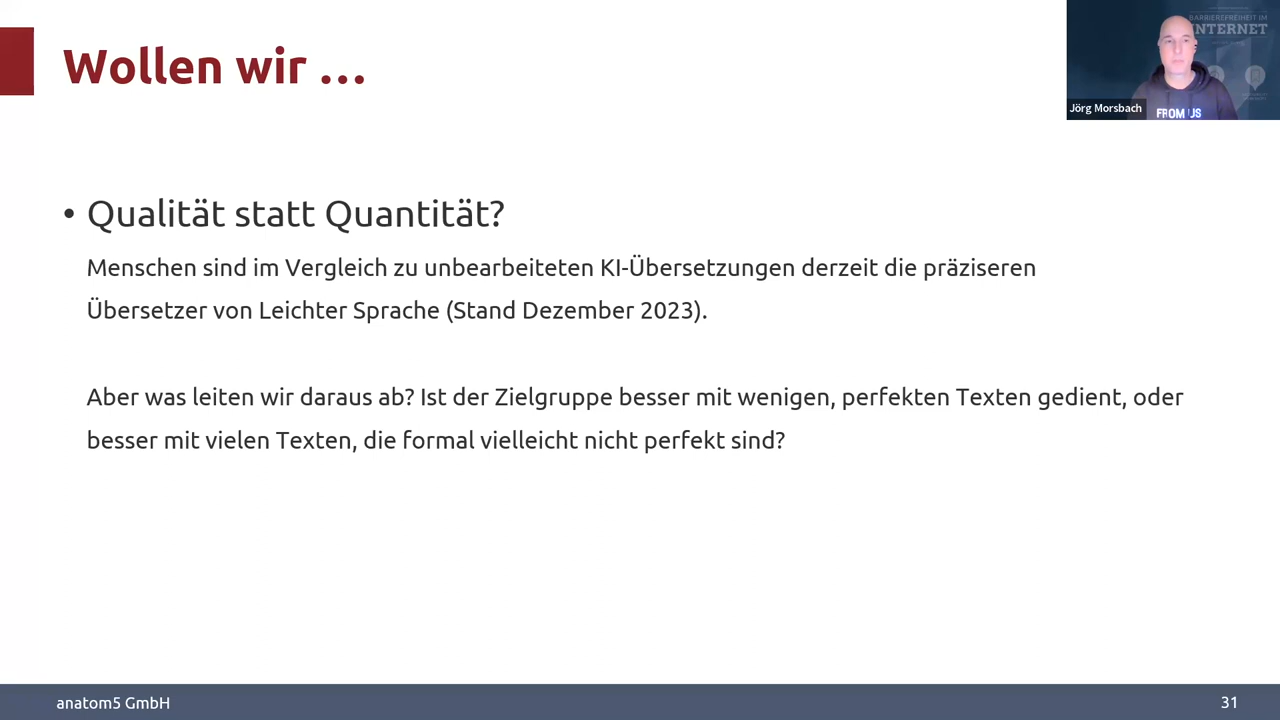 Wollen wir …
BARRIEREFREIHEIT IM
INTERNET
Jörg Morsbach
FROM US
• Qualität statt Quantität?
Menschen sind im Vergleich zu unbearbeiteten KI-Übersetzungen derzeit die präziseren
Übersetzer von Leichter Sprache (Stand Dezember 2023).
Aber was leiten wir daraus ab? Ist der Zielgruppe besser mit wenigen, perfekten Texten gedient, oder
besser mit vielen Texten, die formal vielleicht nicht perfekt sind?
anatom5 GmbH
31